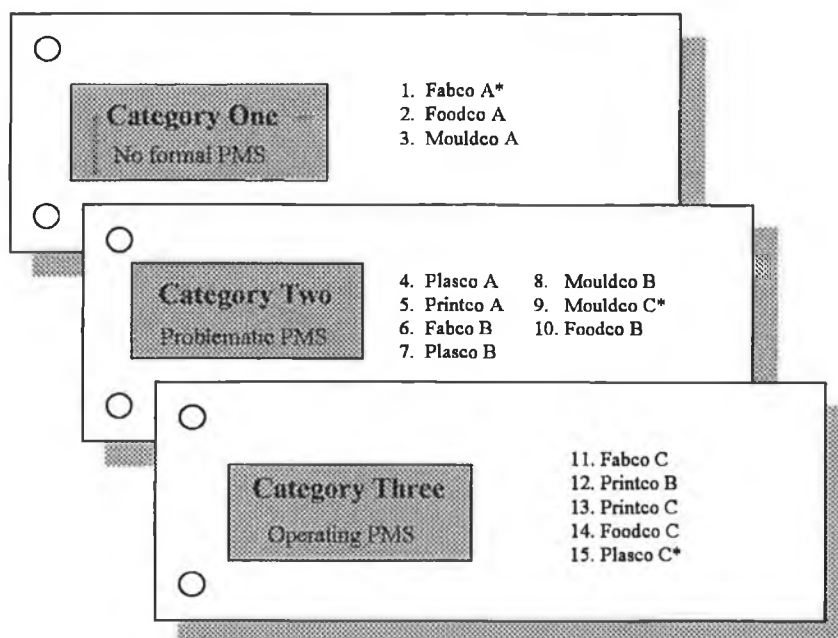 Category One
No formal PMS
1. Fabco A*
2. Foodco A
3. Mouldco A
Category Two
Problematic PMS
4. Plasco A
5. Printco A
6. Fabco B
7. Plasco B
8. Mouldco B
9. Mouldco C*
10. Foodco B
Category Three
Operating PMS
11. Fabco C
12. Printco B
13. Printco C
14. Foodco C
15. Plasco C*